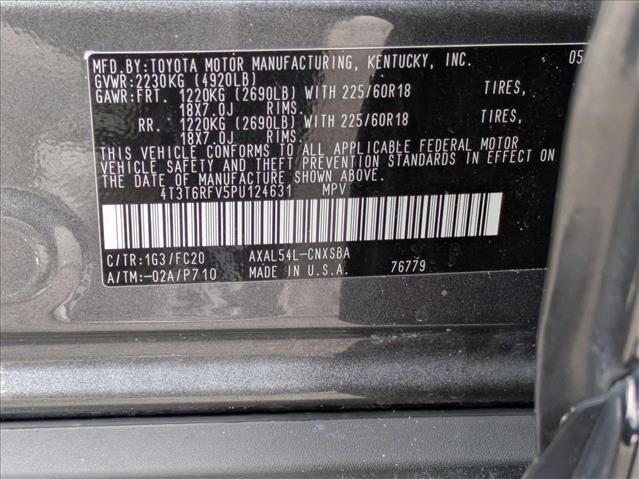 MFD. BY: TOYOTA MOTOR MANUFACTURING, KENTUCKY, INC. 05
GVWR: 2230KG (4920LB)
GAWR: FRT. 1220KG (2690LB) WITH 225/60R18 TIRES,
18X7.0J RIMS
RR. 1220KG (2690LB) WITH 225/60R18 TIRES,
18X7.0J RIMS
THIS VEHICLE CONFORMS TO ALL APPLICABLE FEDERAL MOTOR
VEHICLE SAFETY AND THEFT PREVENTION STANDARDS IN EFFECT ON
THE DATE OF MANUFACTURE SHOWN ABOVE.
4T3T6RFV5PU124631 MPV
C/TR: 1G3/FC20 AXAL54L-CNXSBA
A/TM: -02A/P710 MADE IN U.S.A. 76779